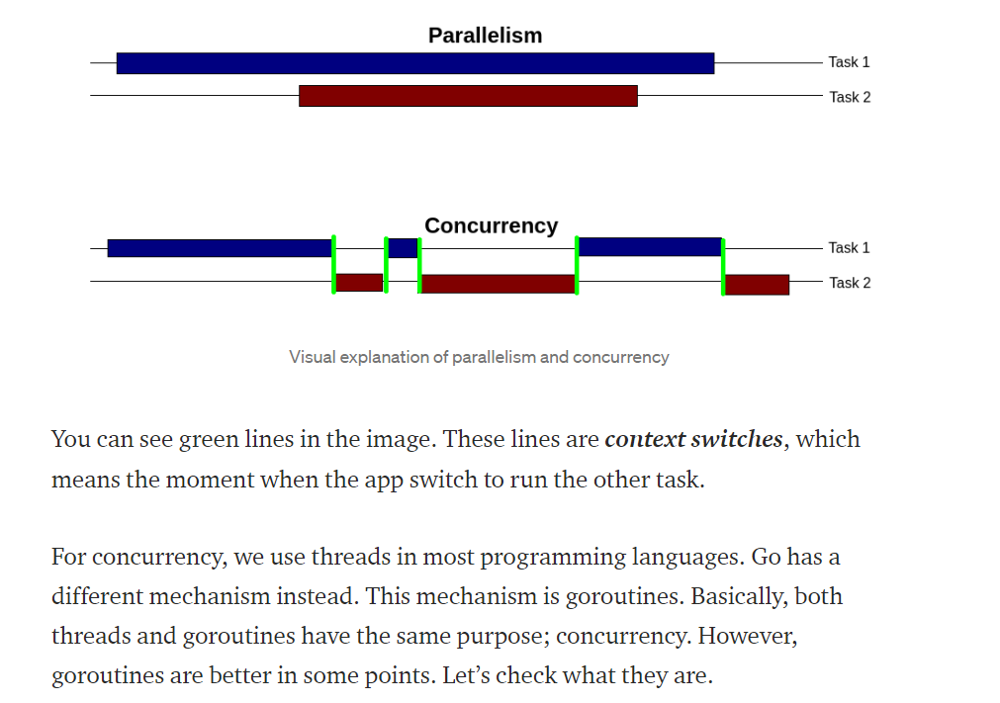 Parallelism
Task 1
Task 2
Concurrency
Task 1
Task 2
Visual explanation of parallelism and concurrency
You can see green lines in the image. These lines are context switches, which
means the moment when the app switch to run the other task.
For concurrency, we use threads in most programming languages. Go has a
different mechanism instead. This mechanism is goroutines. Basically, both
threads and goroutines have the same purpose; concurrency. However,
goroutines are better in some points. Let’s check what they are.